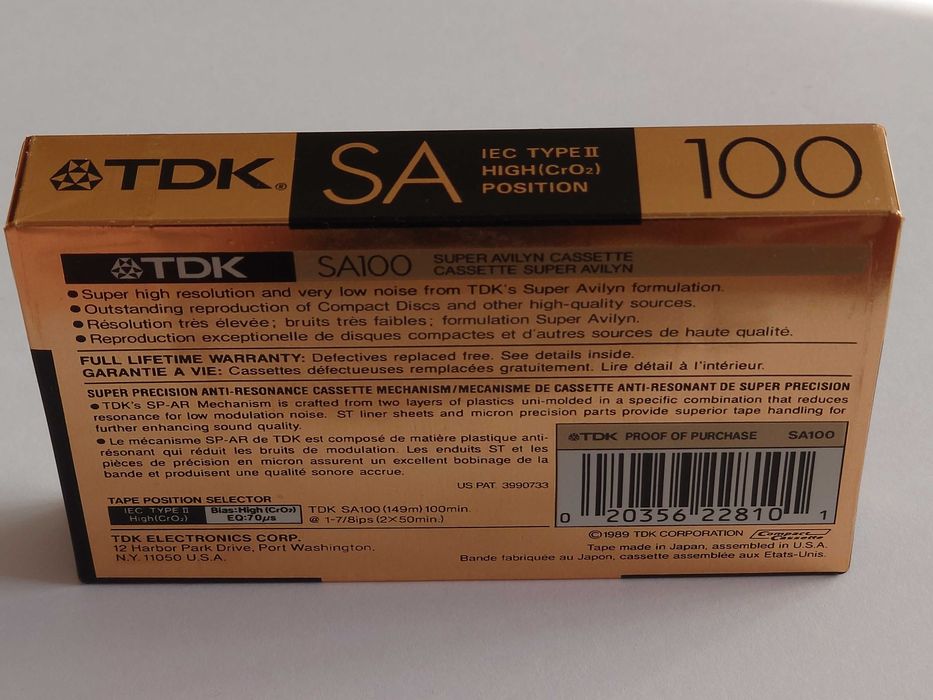 TDK®
SA
IEC TYPE II
HIGH (CrO₂)
POSITION
100
TDK SA100 SUPER AVILYN CASSETTE
CASSETTE SUPER AVILYN
• Super high resolution and very low noise from TDK's Super Avilyn formulation.
• Outstanding reproduction of Compact Discs and other high-quality sources.
• Résolution très élevée; bruits très faibles; formulation Super Avilyn.
• Reproduction exceptionelle de disques compactes et d'autres sources de haute qualité.
FULL LIFETIME WARRANTY: Defectives replaced free. See details inside.
GARANTIE A VIE: Cassettes défectueuses remplacées gratuitement. Lire détail à l'intérieur.
SUPER PRECISION ANTI-RESONANCE CASSETTE MECHANISM/MECANISME DE CASSETTE ANTI-RESONANT DE SUPER PRECISION
• TDK's SP-AR Mechanism is crafted from two layers of plastics uni-molded in a specific combination that reduces
resonance for low modulation noise. ST liner sheets and micron precision parts provide superior tape handling for
further enhancing sound quality.
• Le mécanisme SP-AR de TDK est composé de matière plastique anti-
résonant qui réduit les bruits de modulation. Les enduits ST et les
pièces de précision en micron assurent un excellent bobinage de la
bande et produisent une qualité sonore accrue.
US PAT. 3990733
TDK PROOF OF PURCHASE SA100
0 20356 22810 1
TAPE POSITION SELECTOR
IEC TYPE II
High(CrO₂)
Bias:High(CrO₂)
EQ:70μs
TDK SA100 (149m) 100min.
@ 1-7/8ips (2×50min.)
TDK ELECTRONICS CORP.
12 Harbor Park Drive, Port Washington,
N.Y. 11050 U.S.A.
©1989 TDK CORPORATION Compact Cassette
Tape made in Japan, assembled in U.S.A.
Bande fabriquée au Japon, cassette assemblée aux Etats-Unis.